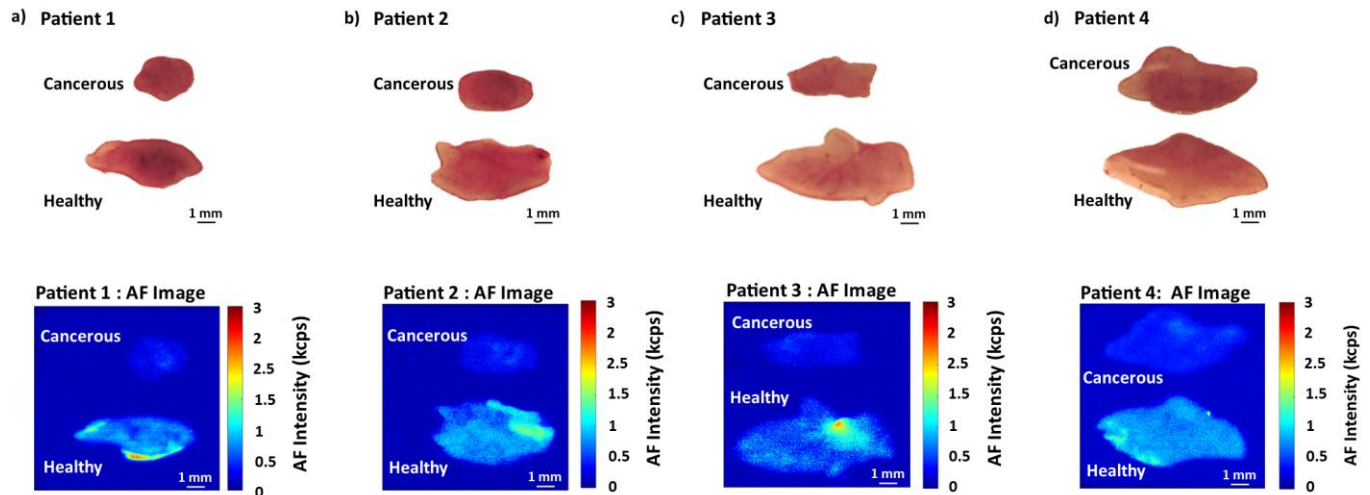 a) Patient 1
Cancerous
Healthy
1 mm
b) Patient 2
Cancerous
Healthy
1 mm
c) Patient 3
Cancerous
Healthy
1 mm
d) Patient 4
Cancerous
Healthy
1 mm
Patient 1 : AF Image
Cancerous
Healthy
1 mm
3
2.5
2
1.5
1
0.5
0
AF Intensity (kcps)
Patient 2 : AF Image
Cancerous
Healthy
1 mm
3
2.5
2
1.5
1
0.5
0
AF Intensity (kcps)
Patient 3 : AF Image
Cancerous
Healthy
1 mm
3
2.5
2
1.5
1
0.5
0
AF Intensity (kcps)
Patient 4: AF Image
Cancerous
Healthy
1 mm
3
2.5
2
1.5
1
0.5
0
AF Intensity (kcps)